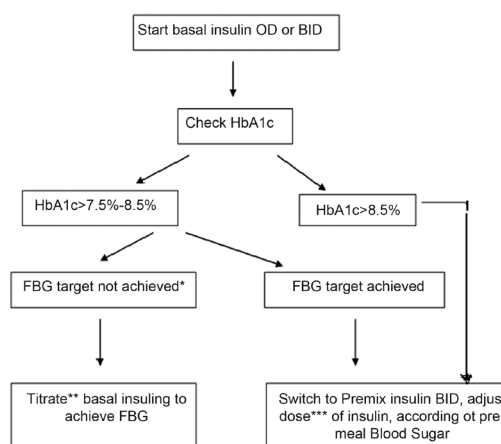 Start basal insulin OD or BID
Check HbA1c
HbA1c>7.5%-8.5%
HbA1c>8.5%
FBG target not achieved*
FBG target achieved
Titrate** basal insuling to
achieve FBG
Switch to Premix insulin BID, adjus
dose*** of insulin, according ot pre
meal Blood Sugar